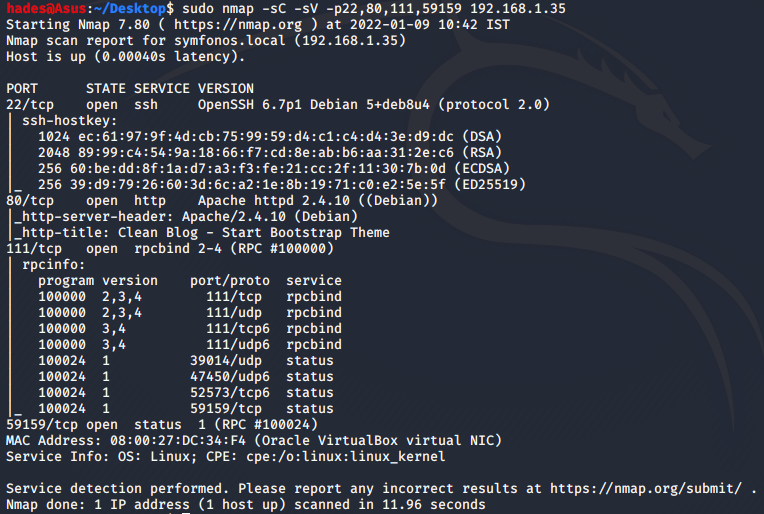 hades@Asus:~/Desktop$ sudo nmap -sC -sV -p22,80,111,59159 192.168.1.35
Starting Nmap 7.80 ( https://nmap.org ) at 2022-01-09 10:42 IST
Nmap scan report for symfonos.local (192.168.1.35)
Host is up (0.00040s latency).

PORT      STATE SERVICE VERSION
22/tcp    open  ssh     OpenSSH 6.7p1 Debian 5+deb8u4 (protocol 2.0)
| ssh-hostkey:
|   1024 ec:61:97:9f:4d:cb:75:99:59:d4:c1:c4:d4:3e:d9:dc (DSA)
|   2048 89:99:c4:54:9a:18:66:f7:cd:8e:ab:b6:aa:31:2e:c6 (RSA)
|   256 60:be:dd:8f:1a:d7:a3:f3:fe:21:cc:2f:11:30:7b:0d (ECDSA)
|_  256 39:d9:79:26:60:3d:6c:a2:1e:8b:19:71:c0:e2:5e:5f (ED25519)
80/tcp    open  http    Apache httpd 2.4.10 ((Debian))
|_http-server-header: Apache/2.4.10 (Debian)
|_http-title: Clean Blog - Start Bootstrap Theme
111/tcp   open  rpcbind 2-4 (RPC #100000)
| rpcinfo:
|   program version    port/proto  service
|   100000  2,3,4        111/tcp   rpcbind
|   100000  2,3,4        111/udp   rpcbind
|   100000  3,4          111/tcp6  rpcbind
|   100000  3,4          111/udp6  rpcbind
|   100024  1          39014/udp   status
|   100024  1          47450/udp6  status
|   100024  1          52573/tcp6  status
|_  100024  1          59159/tcp   status
59159/tcp open  status  1 (RPC #100024)
MAC Address: 08:00:27:DC:34:F4 (Oracle VirtualBox virtual NIC)
Service Info: OS: Linux; CPE: cpe:/o:linux:linux_kernel

Service detection performed. Please report any incorrect results at https://nmap.org/submit/ .
Nmap done: 1 IP address (1 host up) scanned in 11.96 seconds